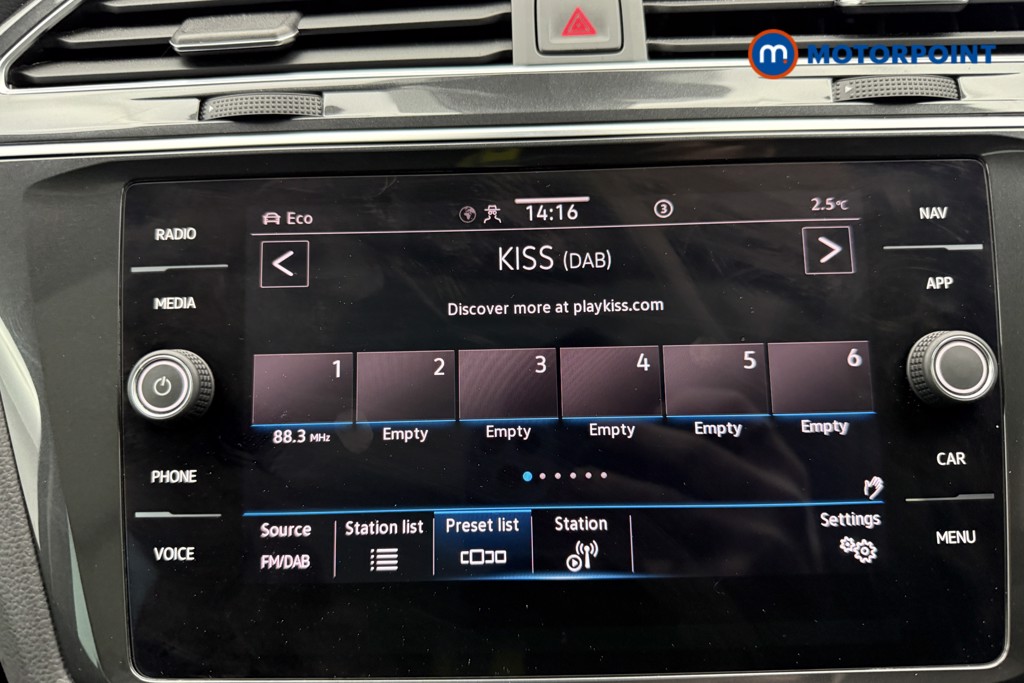 m MOTORPOINT
RADIO
MEDIA
PHONE
VOICE
Eco 14:16 3 2.5°C
KISS (DAB)
Discover more at playkiss.com
1 2 3 4 5 6
88.3 MHz Empty Empty Empty Empty Empty
Source Station list Preset list Station Settings
FM/DAB
NAV
APP
CAR
MENU